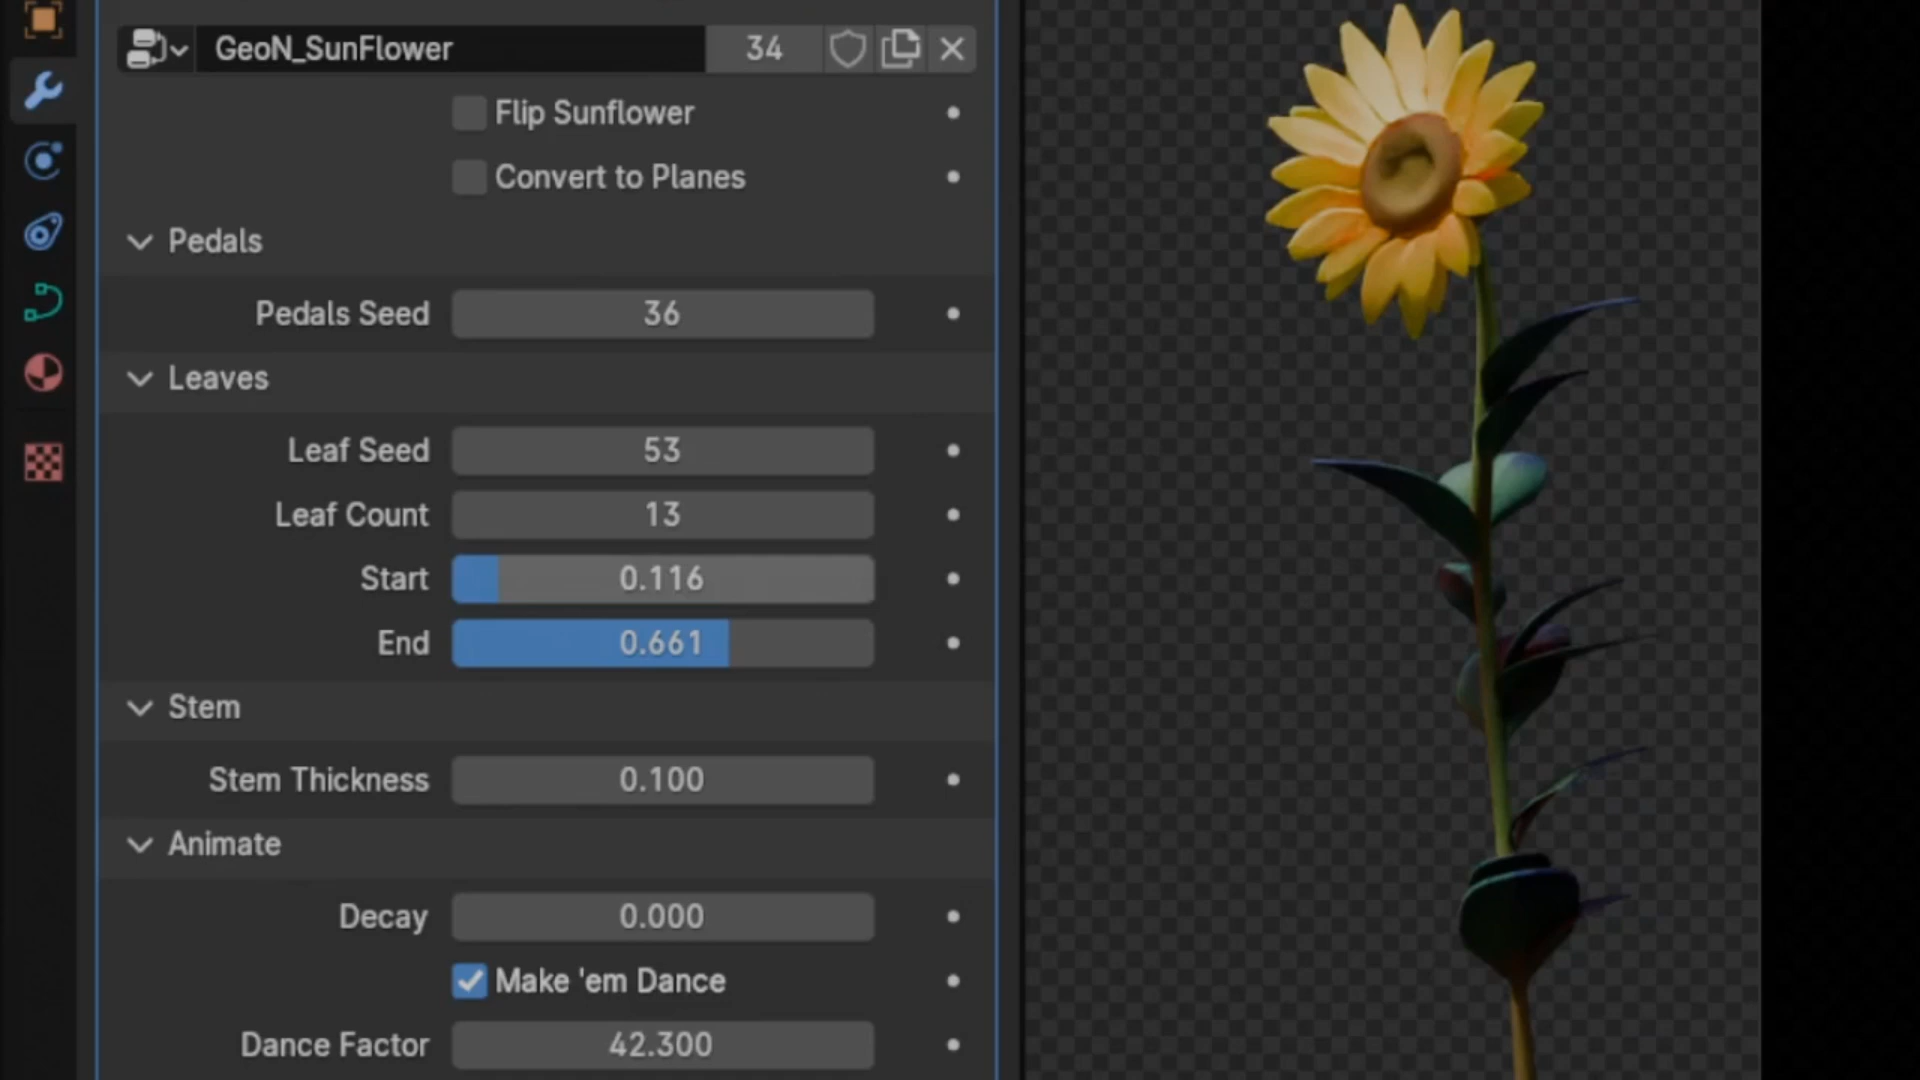 GeoN_SunFlower 34
Flip Sunflower
Convert to Planes
Pedals
Pedals Seed 36
Leaves
Leaf Seed 53
Leaf Count 13
Start 0.116
End 0.661
Stem
Stem Thickness 0.100
Animate
Decay 0.000
Make 'em Dance
Dance Factor 42.300